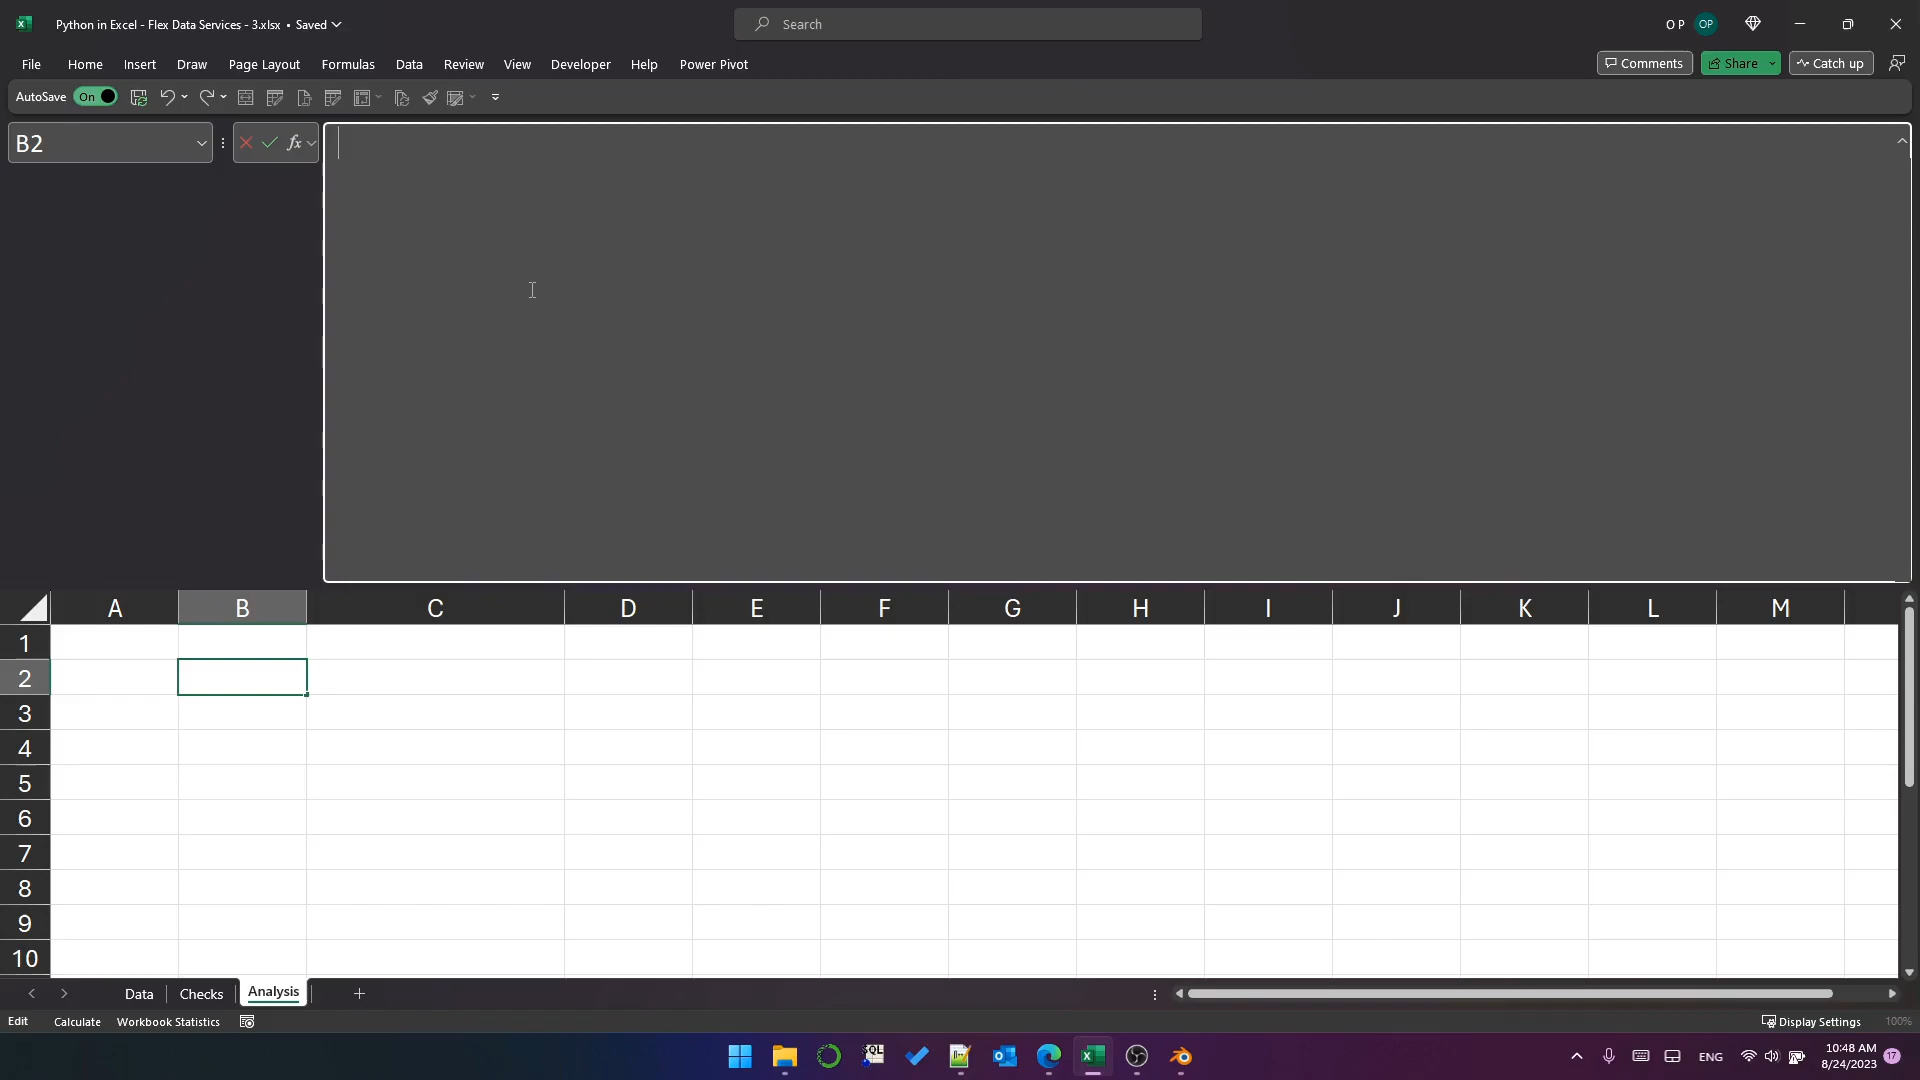 Python in Excel - Flex Data Services - 3.xlsx • Saved
Search
O P
OP
File Home Insert Draw Page Layout Formulas Data Review View Developer Help Power Pivot
Comments Share Catch up
AutoSave On
B2
fx
A B C D E F G H I J K L M
1
2
3
4
5
6
7
8
9
10
Data Checks Analysis
Edit Calculate Workbook Statistics Display Settings 100%
SQL
ENG
10:48 AM
8/24/2023
17